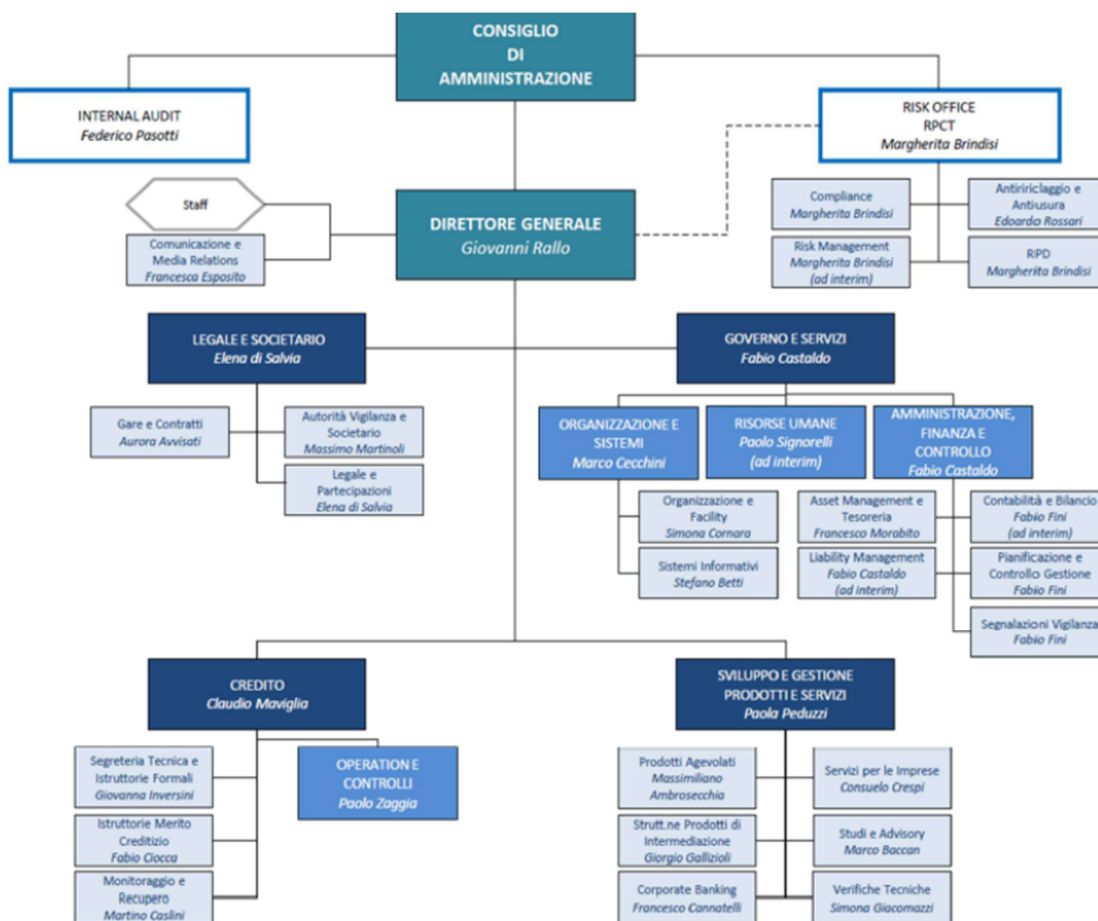 CONSIGLIO
DI
AMMINISTRAZIONE
INTERNAL AUDIT
Federico Pasotti
RISK OFFICE
RPCT
Margherita Brindisi
Staff
Comunicazione e
Media Relations
Francesca Esposito
DIRETTORE GENERALE
Giovanni Rallo
Compliance
Margherita Brindisi
Antiriciclaggio e
Antiusura
Edoardo Rossari
Risk Management
Margherita Brindisi
(ad interim)
RPD
Margherita Brindisi
LEGALE E SOCIETARIO
Elena di Salvia
GOVERNO E SERVIZI
Fabio Castaldo
Gare e Contratti
Aurora Avvisati
Autorità Vigilanza e
Societario
Massimo Martinoli
Legale e
Partecipazioni
Elena di Salvia
ORGANIZZAZIONE E
SISTEMI
Marco Cecchini
RISORSE UMANE
Paolo Signorelli
(ad interim)
AMMINISTRAZIONE,
FINANZA E
CONTROLLO
Fabio Castaldo
Organizzazione e
Facility
Simona Cornara
Sistemi Informativi
Stefano Betti
Asset Management e
Tesoreria
Francesco Morabito
Contabilità e Bilancio
Fabio Fini
(ad interim)
Liability Management
Fabio Castaldo
(ad interim)
Pianificazione e
Controllo Gestione
Fabio Fini
Segnalazioni Vigilanza
Fabio Fini
CREDITO
Claudio Maviglia
SVILUPPO E GESTIONE
PRODOTTI E SERVIZI
Paola Peduzzi
Segreteria Tecnica e
Istruttorie Formali
Giovanna Inversini
OPERATION E
CONTROLLI
Paolo Zaggia
Istruttorie Merito
Creditizio
Fabio Ciocca
Monitoraggio e
Recupero
Martino Caslini
Prodotti Agevolati
Massimiliano
Ambrosecchia
Servizi per le Imprese
Consuelo Crespi
Strutt.ne Prodotti di
Intermediazione
Giorgio Gallizioli
Studi e Advisory
Marco Baccan
Corporate Banking
Francesco Cannatelli
Verifiche Tecniche
Simona Giacomazzi